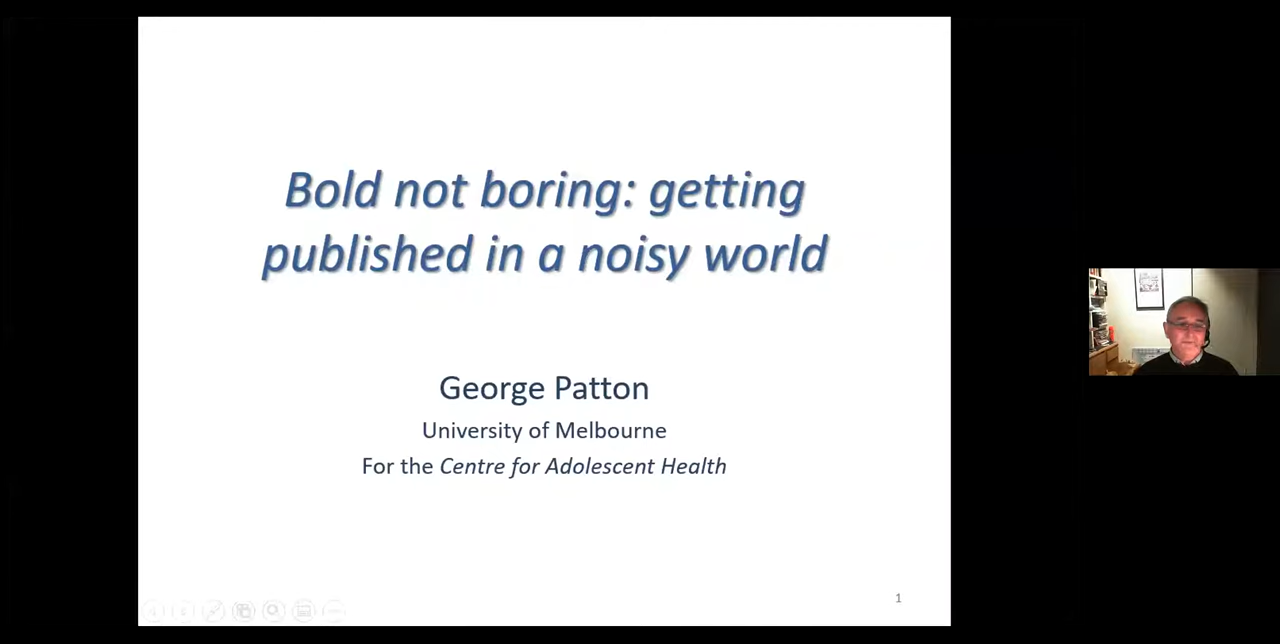 Bold not boring: getting
published in a noisy world
George Patton
University of Melbourne
For the Centre for Adolescent Health
1